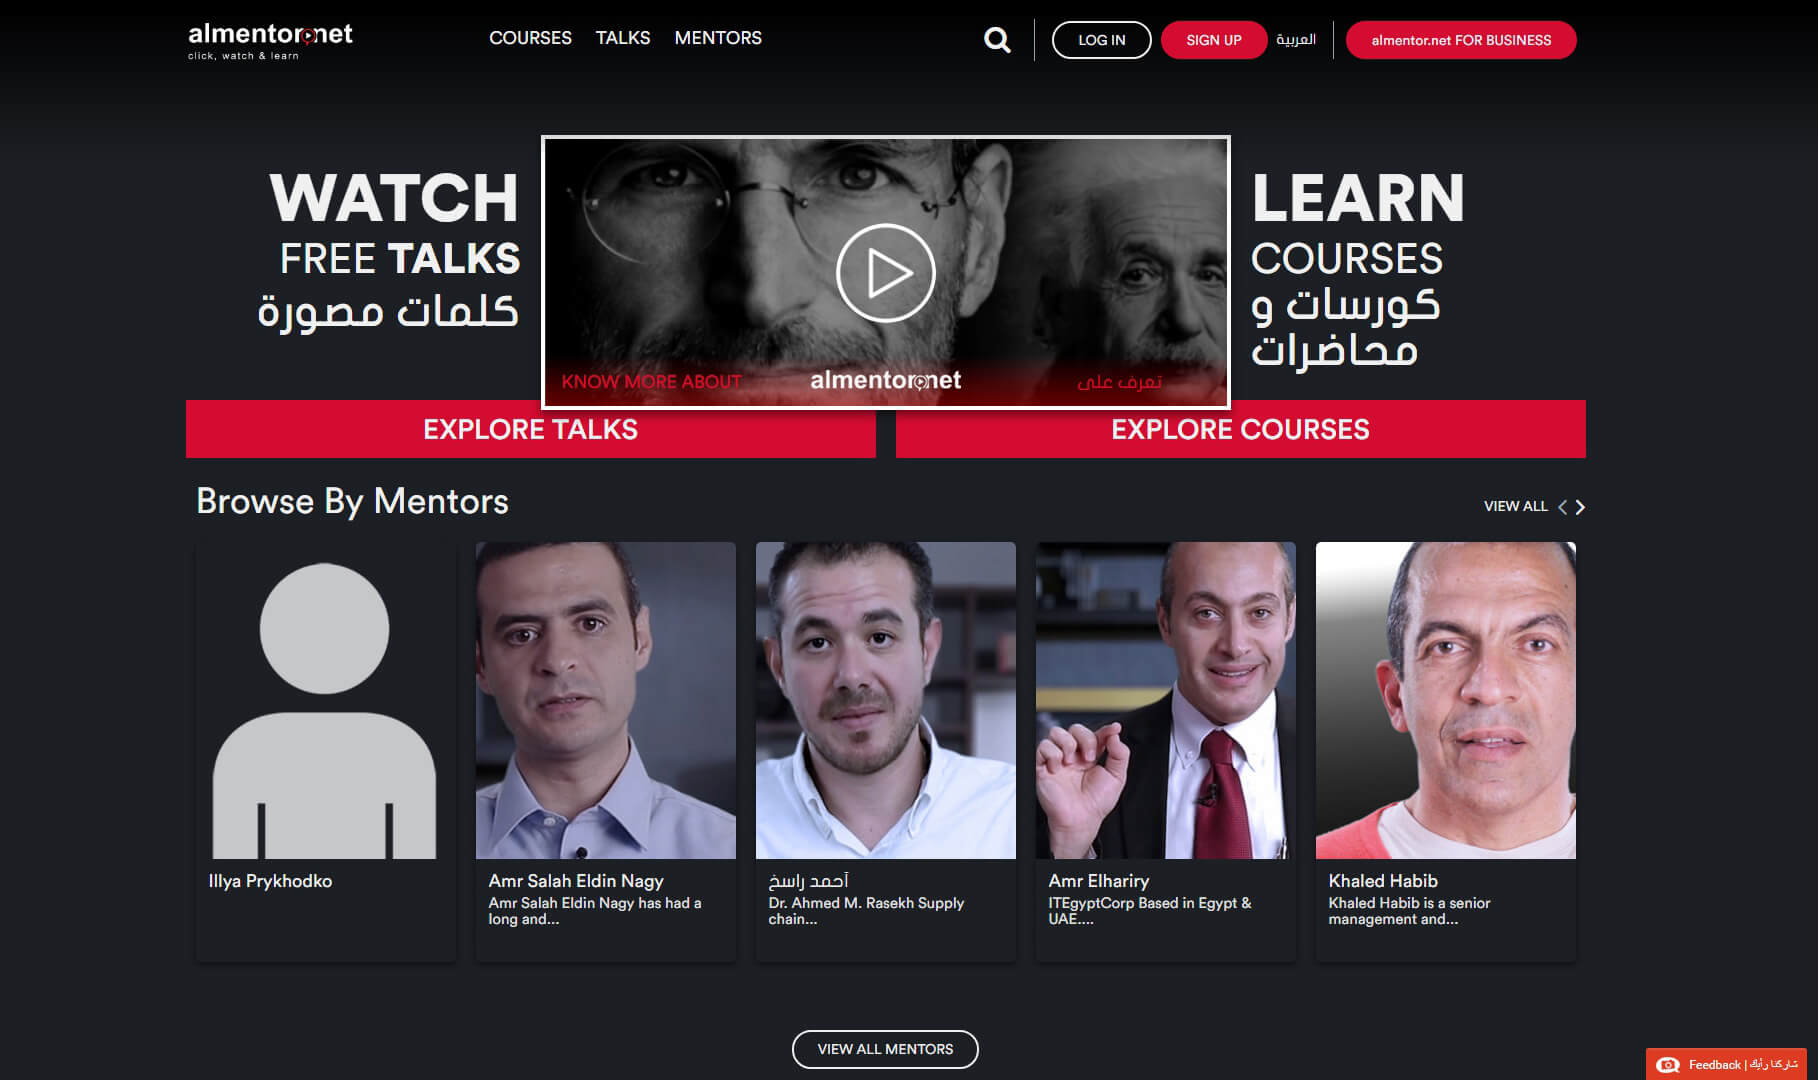 almentor.net
click, watch & learn
COURSES
TALKS
MENTORS
LOG IN
SIGN UP
العربية
almentor.net FOR BUSINESS
WATCH
FREE TALKS
كلمات مصورة
KNOW MORE ABOUT
almentor.net
تعرف على
LEARN
COURSES
كورسات و
محاضرات
EXPLORE TALKS
EXPLORE COURSES
Browse By Mentors
VIEW ALL
Illya Prykhodko
Amr Salah Eldin Nagy
Amr Salah Eldin Nagy has had a
long and...
أحمد راسخ
Dr. Ahmed M. Rasekh Supply
chain...
Amr Elhariry
ITEgyptCorp Based in Egypt &
UAE....
Khaled Habib
Khaled Habib is a senior
management and...
VIEW ALL MENTORS
Feedback | شاركنا رأيك